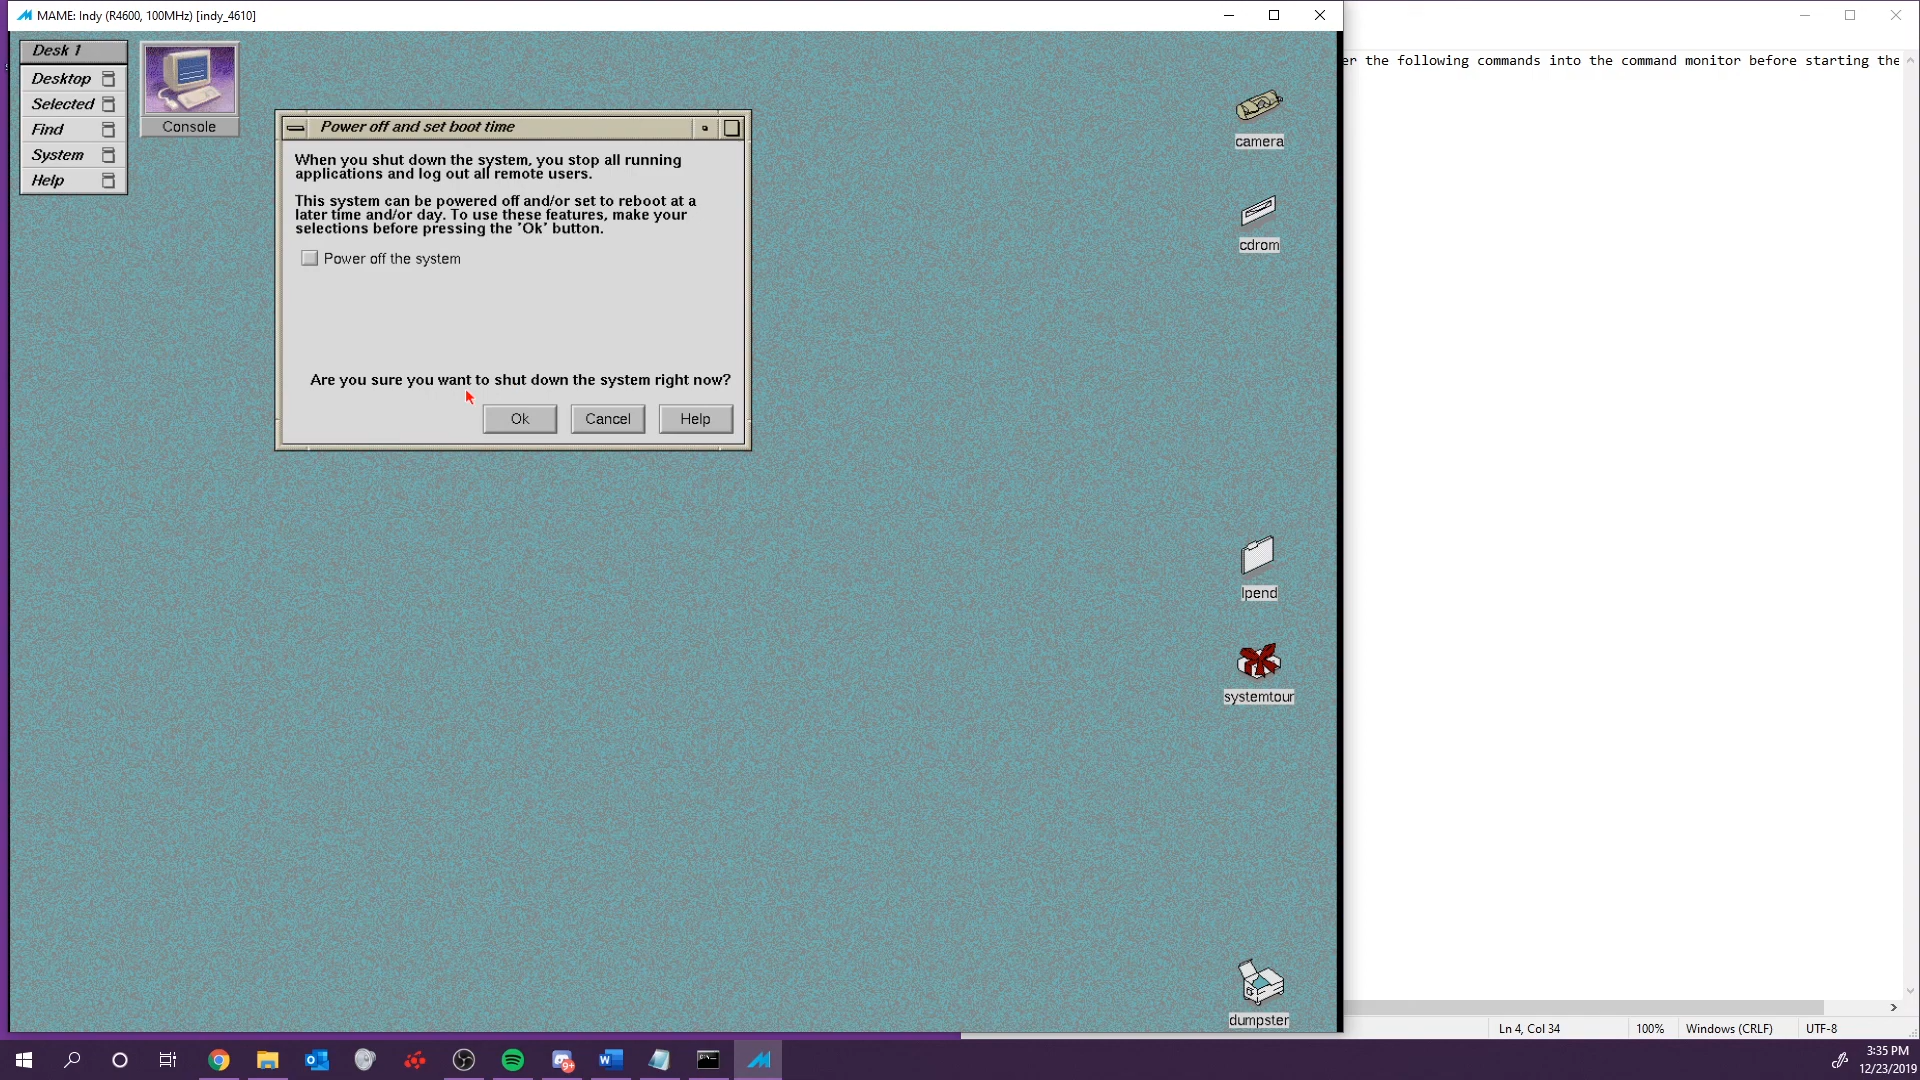 MAME: Indy (R4600, 100MHz) [indy_4610]
Desk 1
Desktop
Selected
Find
System
Help
Console
Power off and set boot time
When you shut down the system, you stop all running
applications and log out all remote users.
This system can be powered off and/or set to reboot at a
later time and/or day. To use these features, make your
selections before pressing the 'Ok' button.
Power off the system
Are you sure you want to shut down the system right now?
Ok
Cancel
Help
camera
cdrom
lpend
systemtour
dumpster
er the following commands into the command monitor before starting the
Ln 4, Col 34
100%
Windows (CRLF)
UTF-8
9+
3:35 PM
12/23/2019